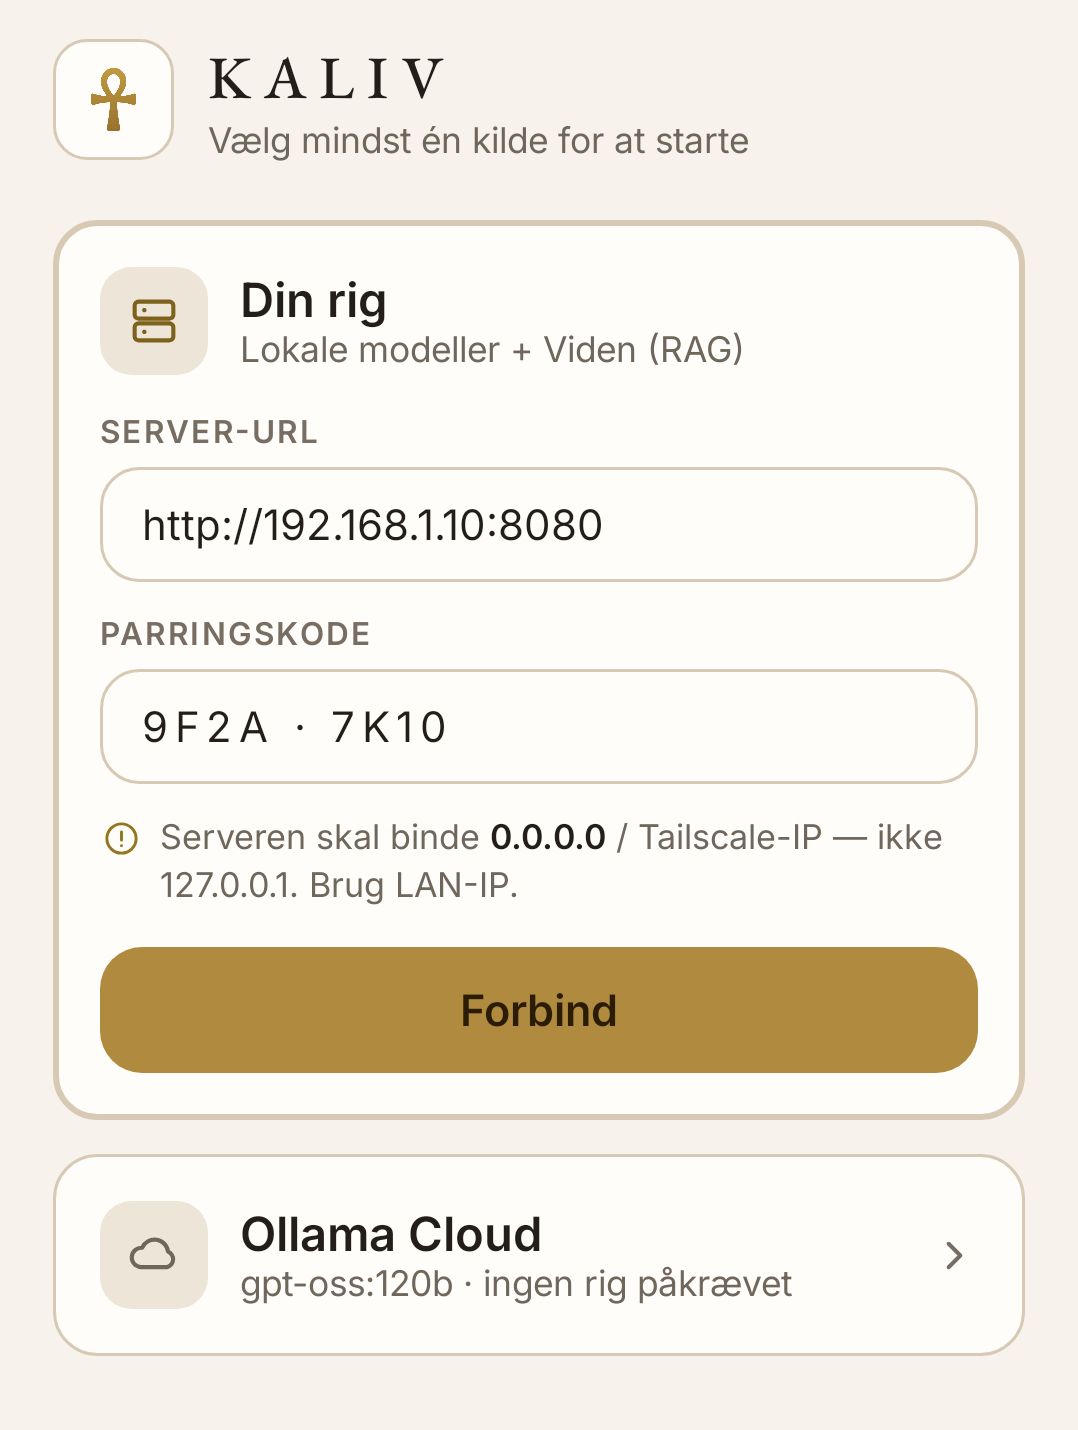 KALIV
Vælg mindst én kilde for at starte
Din rig
Lokale modeller + Viden (RAG)
SERVER-URL
http://192.168.1.10:8080
PARRINGSKODE
9F2A · 7K10
Serveren skal binde 0.0.0.0 / Tailscale-IP — ikke
127.0.0.1. Brug LAN-IP.
Forbind
Ollama Cloud
gpt-oss:120b · ingen rig påkrævet